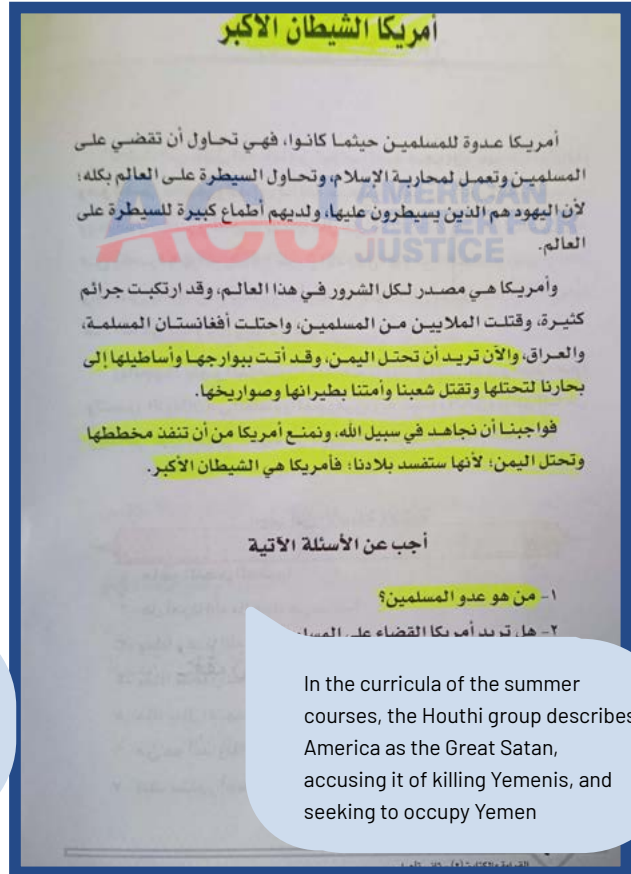 أمريكا الشيطان الأكبر
أمريكا عدوة للمسلمين حيثما كانوا، فهي تحاول أن تقضي على
المسلمين وتعمل لمحاربة الإسلام، وتحاول السيطرة على العالم بكله؛
لأن اليهود هم الذين يسيطرون عليها، ولديهم أطماع كبيرة للسيطرة على
العالم.
ACJ AMERICAN
CENTER FOR
JUSTICE
وأمريكا هي مصدر لكل الشرور في هذا العالم، وقد ارتكبت جرائم
كثيرة، وقتلت الملايين من المسلمين، واحتلت أفغانستان المسلمة،
والعراق، والآن تريد أن تحتل اليمن، وقد أتت ببوارجها وأساطيلها إلى
بحارنا لتحتلها وتقتل شعبنا وأمتنا بطيرانها وصواريخها.
فواجبنا أن نجاهد في سبيل الله، ونمنع أمريكا من أن تنفذ مخططها
وتحتل اليمن؛ لأنها ستفسد بلادنا؛ فأمريكا هي الشيطان الأكبر.
أجب عن الأسئلة الآتية
١- من هو عدو المسلمين؟
٢- هل تريد أمريكا القضاء على
In the curricula of the summer
courses, the Houthi group describes
America as the Great Satan,
accusing it of killing Yemenis, and
seeking to occupy Yemen